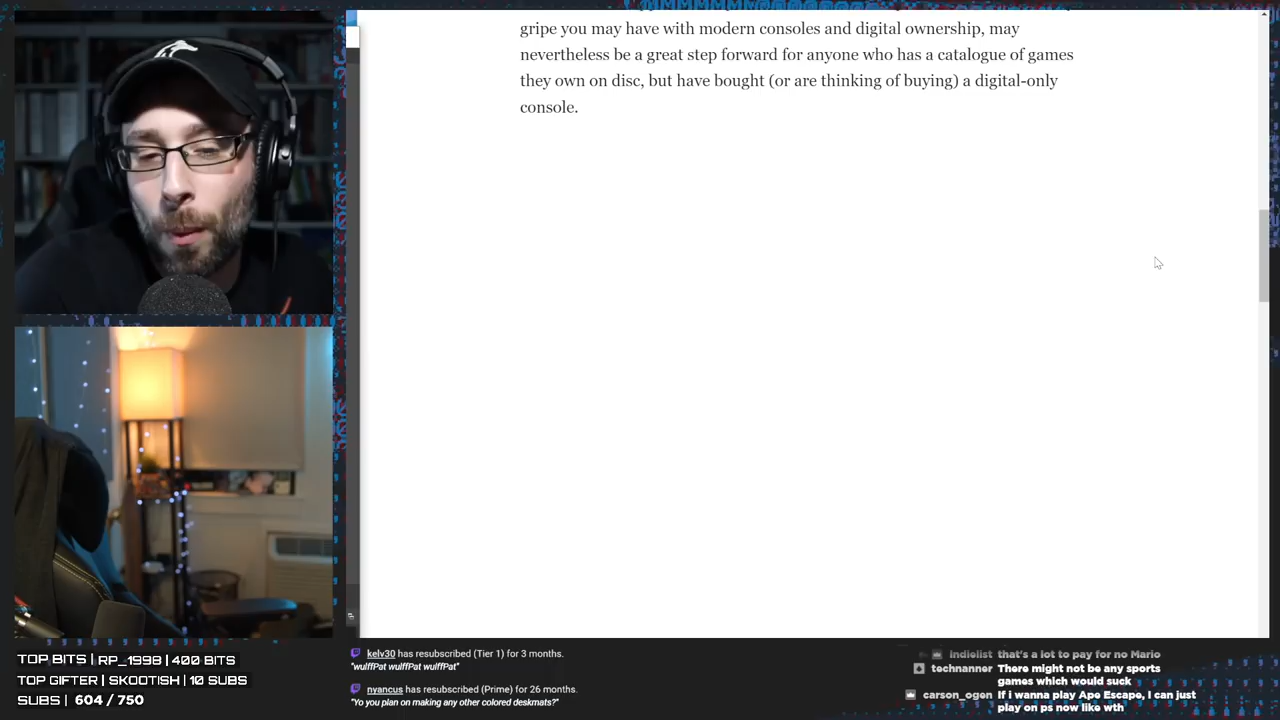 gripe you may have with modern consoles and digital ownership, may
nevertheless be a great step forward for anyone who has a catalogue of games
they own on disc, but have bought (or are thinking of buying) a digital-only
console.
TOP BITS | RP_1998 | 400 BITS
TOP GIFTER | SKOOTISH | 10 SUBS
SUBS | 604 / 750
kelv30 has resubscribed (Tier 1) for 3 months.
"wulffPat wulffPat wulffPat"
nyancus has resubscribed (Prime) for 26 months.
"Yo you plan on making any other colored deskmats?"
indielist that's a lot to pay for no Mario
technanner There might not be any sports
games which would suck
carson_ogen If i wanna play Ape Escape, I can just
play on ps now like wth